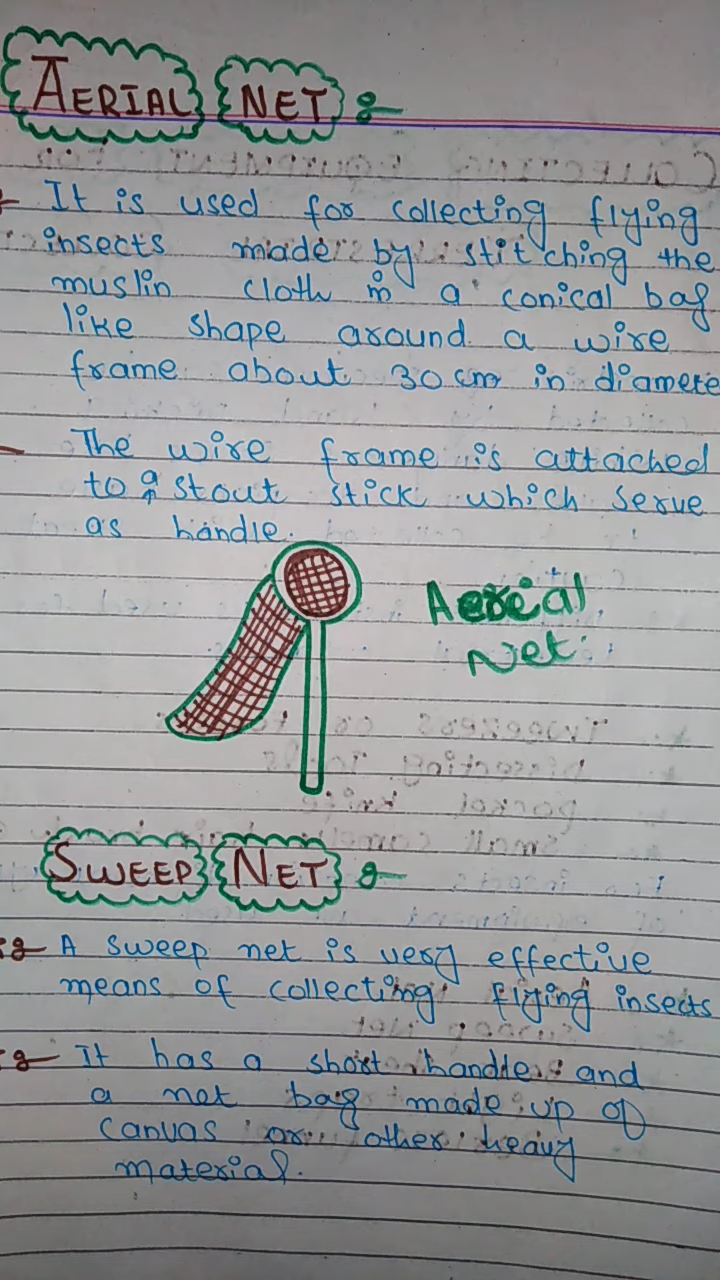 AERIAL NET :-
It is used for collecting flying
insects made by stitching the
muslin cloth in a conical bag
like shape around a wire
frame about 30 cm in diamete
The wire frame is attached
to a stout stick which serve
as handle.
Aereal
Net.
SWEEP NET :-
A sweep net is very effective
means of collecting flying insects
It has a short handle and
a net bag made up of
canvas or other heavy
material.